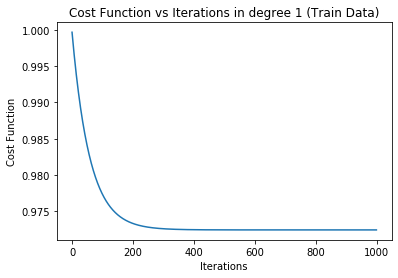 Cost Function vs Iterations in degree 1 (Train Data)
1.000
0.995
0.990
0.985
0.980
0.975
Cost Function
0 200 400 600 800 1000
Iterations